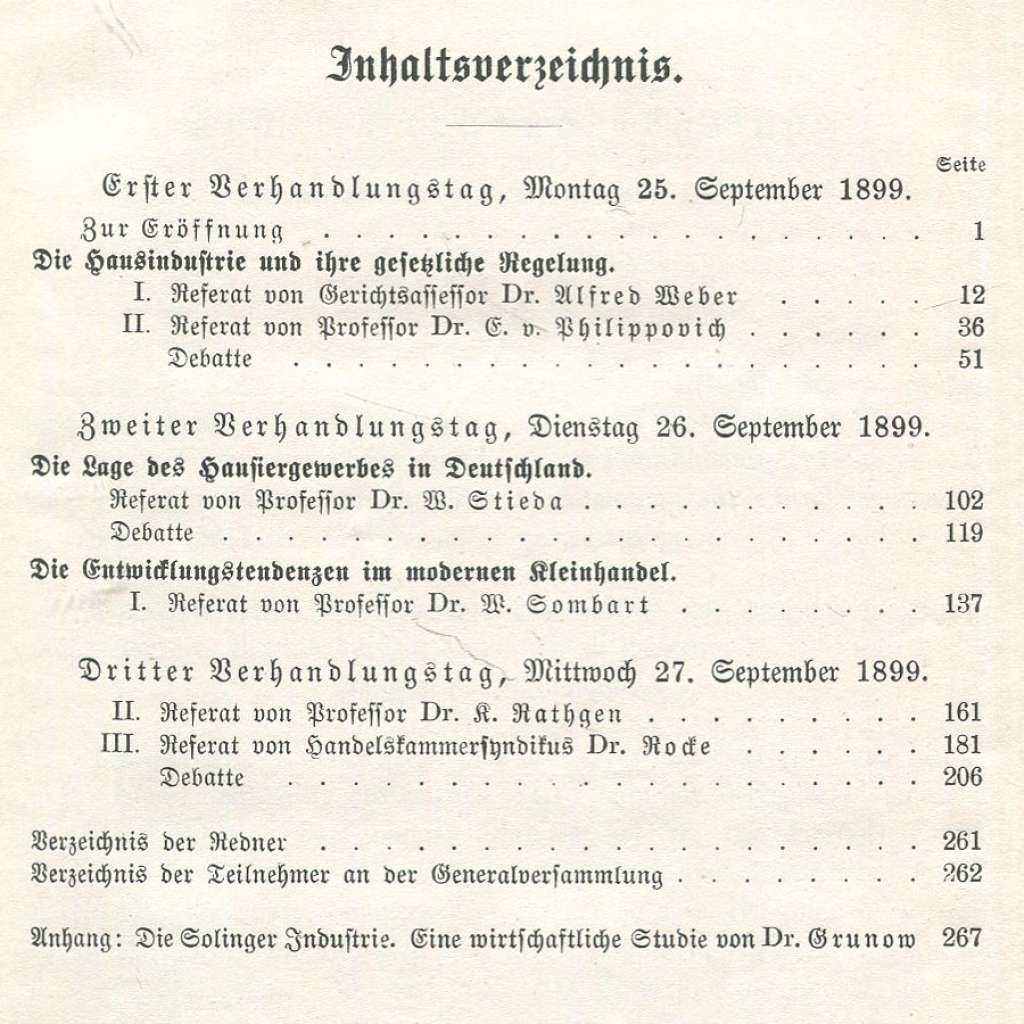 Inhaltsverzeichnis.
Seite
Erster Verhandlungstag, Montag 25. September 1899.
Zur Eröffnung . . . . . . . . . . . . . . . . . . . 1
Die Hausindustrie und ihre gesetzliche Regelung.
I. Referat von Gerichtsassessor Dr. Alfred Weber . . . . . 12
II. Referat von Professor Dr. E. v. Philippovich . . . . . . 36
Debatte . . . . . . . . . . . . . . . . . . . . 51
Zweiter Verhandlungstag, Dienstag 26. September 1899.
Die Lage des Hausiergewerbes in Deutschland.
Referat von Professor Dr. W. Stieda . . . . . . . . . . . 102
Debatte . . . . . . . . . . . . . . . . . . . . . . 119
Die Entwicklungstendenzen im modernen Kleinhandel.
I. Referat von Professor Dr. W. Sombart . . . . . . . . 137
Dritter Verhandlungstag, Mittwoch 27. September 1899.
II. Referat von Professor Dr. K. Rathgen . . . . . . . . . 161
III. Referat von Handelskammersyndikus Dr. Rocke . . . . . . 181
Debatte . . . . . . . . . . . . . . . . . . . . 206
Verzeichnis der Redner . . . . . . . . . . . . . . . . . 261
Verzeichnis der Teilnehmer an der Generalversammlung . . . . . . . . 262
Anhang: Die Solinger Industrie. Eine wirtschaftliche Studie von Dr. Grunow 267